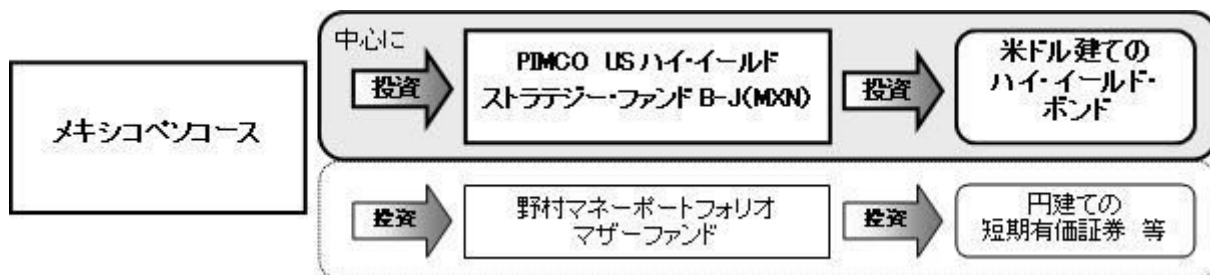 メキシコペソコース
中心に
投資
PIMCO USハイ・イールド
ストラテジー・ファンド B-J(MXN)
投資
米ドル建ての
ハイ・イールド・
ボンド
投資
野村マネーポートフォリオ
マザーファンド
投資
円建ての
短期有価証券 等